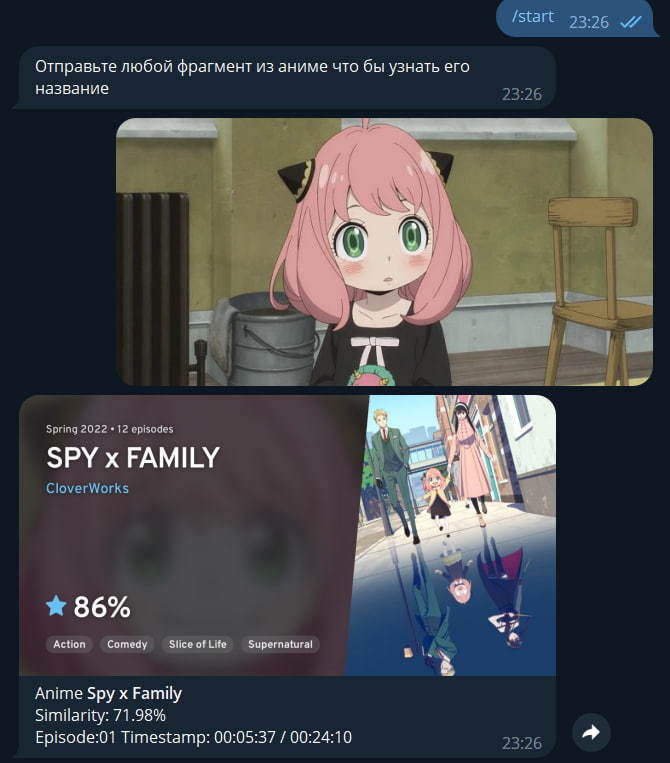 /start 23:26
Отправьте любой фрагмент из аниме что бы узнать его
название
23:26
Spring 2022 • 12 episodes
SPY x FAMILY
CloverWorks
86%
Action Comedy Slice of Life Supernatural
Anime Spy x Family
Similarity: 71.98%
Episode:01 Timestamp: 00:05:37 / 00:24:10
23:26